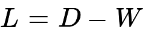 L = D − W